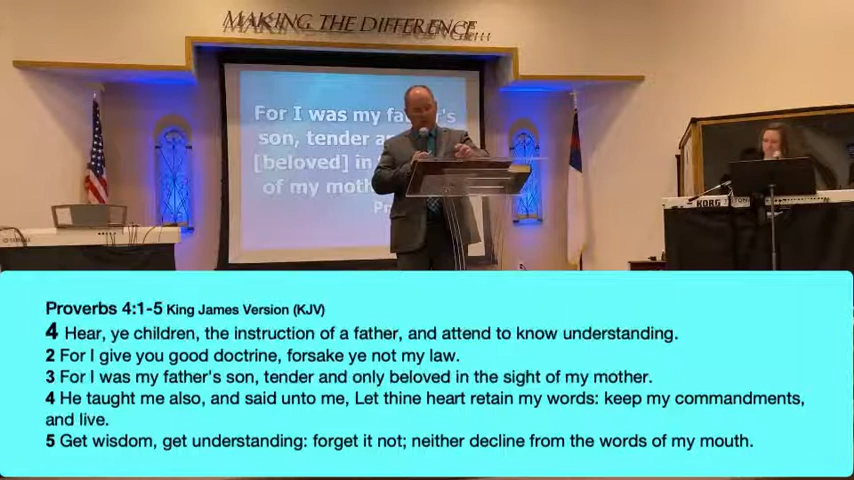 MAKING THE DIFFERENCE...
For I was my father's
son, tender
[beloved] in
of my moth
KORG
Proverbs 4:1-5 King James Version (KJV)
4 Hear, ye children, the instruction of a father, and attend to know understanding.
2 For I give you good doctrine, forsake ye not my law.
3 For I was my father's son, tender and only beloved in the sight of my mother.
4 He taught me also, and said unto me, Let thine heart retain my words: keep my commandments,
and live.
5 Get wisdom, get understanding: forget it not; neither decline from the words of my mouth.